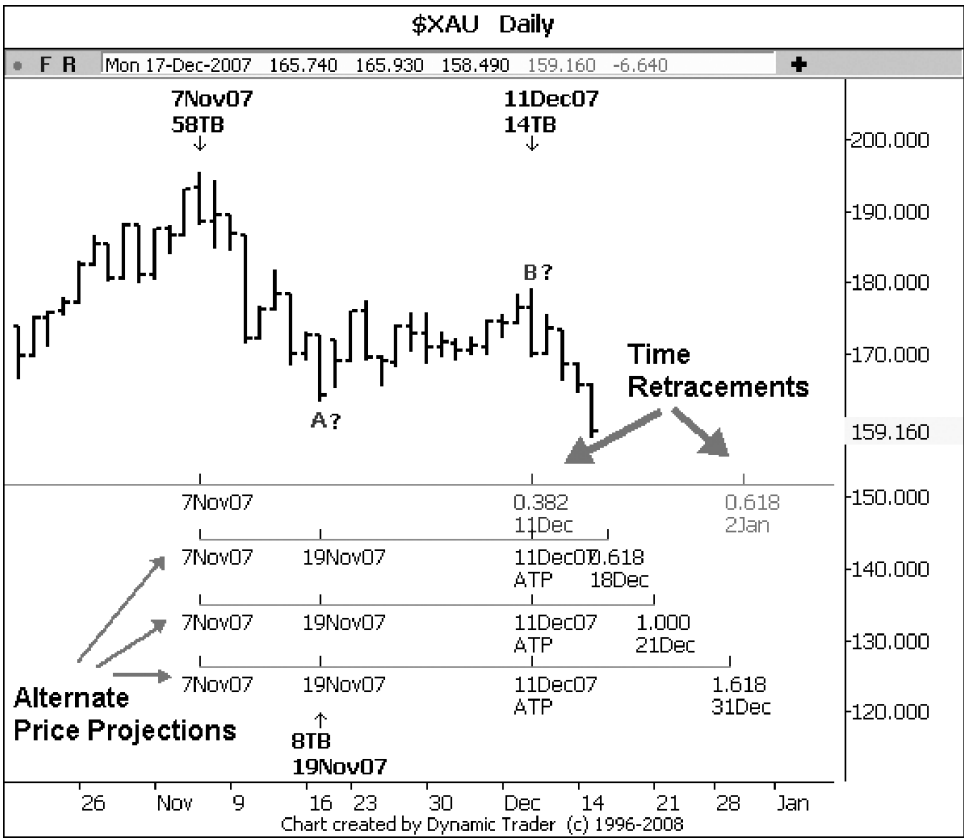 $XAU Daily
F R Mon 17-Dec-2007 165.740 165.930 158.490 159.160 -6.640
7Nov07 11Dec07
58TB 14TB
200.000
190.000
B?
180.000
Time
Retracements
170.000
A?
159.160
150.000
7Nov07 0.382 0.618
11Dec 2Jan
7Nov07 19Nov07 11Dec07 0.618
ATP 18Dec
140.000
7Nov07 19Nov07 11Dec07 1.000
ATP 21Dec
130.000
7Nov07 19Nov07 11Dec07 1.618
ATP 31Dec
Alternate
Price Projections
120.000
8TB
19Nov07
26 Nov 9 16 23 30 Dec 14 21 28 Jan
Chart created by Dynamic Trader (c) 1996-2008